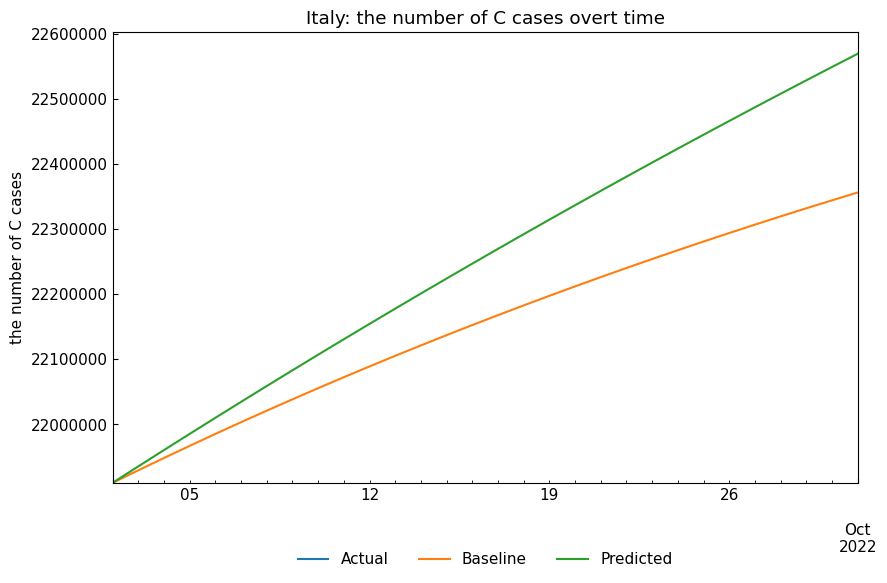 Italy: the number of C cases overt time
the number of C cases
22600000
22500000
22400000
22300000
22200000
22100000
22000000
05 12 19 26
Oct
2022
Actual Baseline Predicted